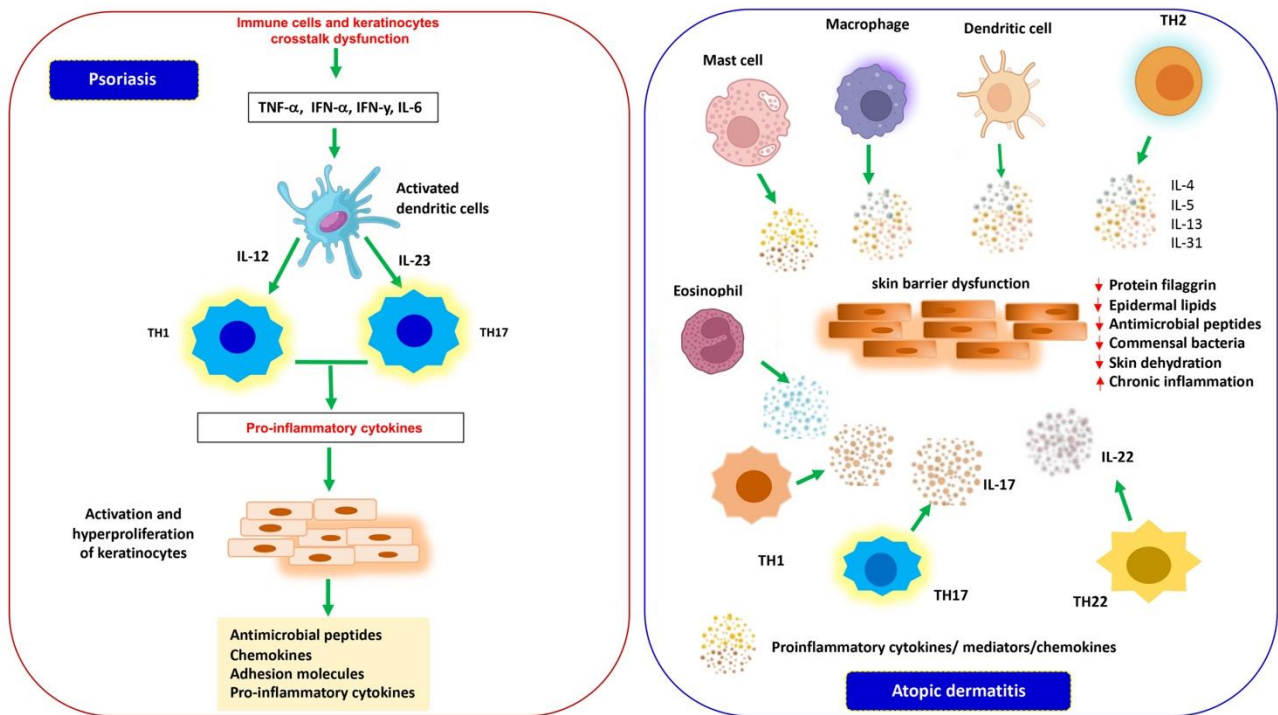 Immune cells and keratinocytes
crosstalk dysfunction
Psoriasis
TNF-α, IFN-α, IFN-γ, IL-6
Activated
dendritic cells
IL-12
IL-23
TH1
TH17
Pro-inflammatory cytokines
Activation and
hyperproliferation
of keratinocytes
Antimicrobial peptides
Chemokines
Adhesion molecules
Pro-inflammatory cytokines
Mast cell
Macrophage
Dendritic cell
TH2
IL-4
IL-5
IL-13
IL-31
Eosinophil
skin barrier dysfunction
Protein filaggrin
Epidermal lipids
Antimicrobial peptides
Commensal bacteria
Skin dehydration
Chronic inflammation
IL-17
IL-22
TH1
TH17
TH22
Proinflammatory cytokines/ mediators/chemokines
Atopic dermatitis